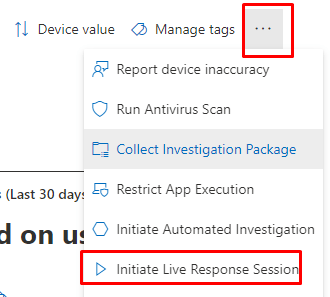 Device value Manage tags ...
Report device inaccuracy
Run Antivirus Scan
Collect Investigation Package
s (Last 30 days
Restrict App Execution
d on us
Initiate Automated Investigation
Initiate Live Response Session